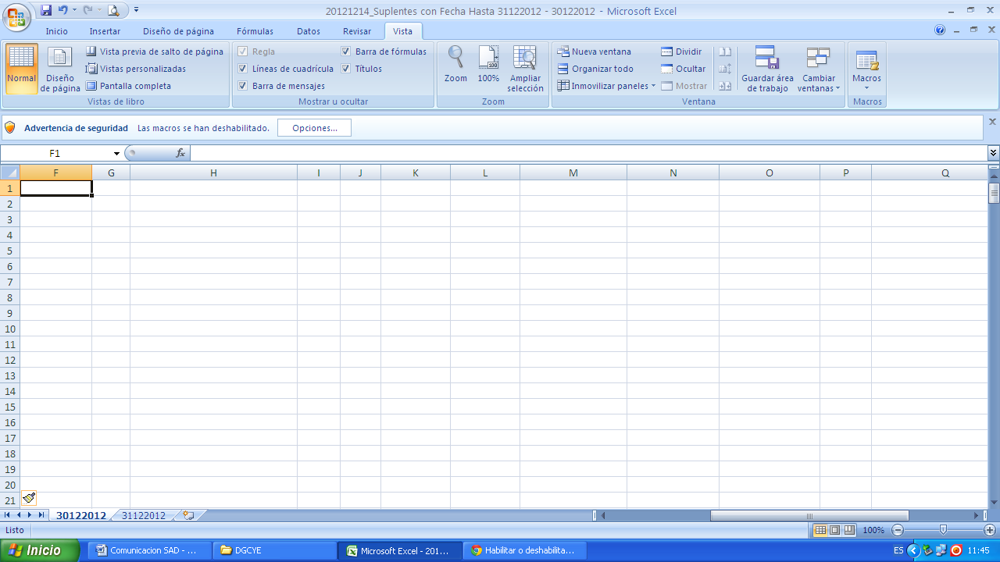 20121214_Suplentes con Fecha Hasta 31122012 - 30122012 - Microsoft Excel
Inicio Insertar Diseño de página Fórmulas Datos Revisar Vista
Normal
Diseño de página
Vista previa de salto de página
Vistas personalizadas
Pantalla completa
Vistas de libro
Regla
Líneas de cuadrícula
Barra de mensajes
Barra de fórmulas
Títulos
Mostrar u ocultar
Zoom
100%
Ampliar selección
Zoom
Nueva ventana
Organizar todo
Inmovilizar paneles
Dividir
Ocultar
Mostrar
Guardar área de trabajo
Cambiar ventanas
Ventana
Macros
Macros
Advertencia de seguridad Las macros se han deshabilitado. Opciones...
F1 fx
F G H I J K L M N O P Q
1
2
3
4
5
6
7
8
9
10
11
12
13
14
15
16
17
18
19
20
21
30122012 31122012
Listo 100%
Inicio Comunicacion SAD - ... DGCYE Microsoft Excel - 201... Habilitar o deshabilita... ES 11:45